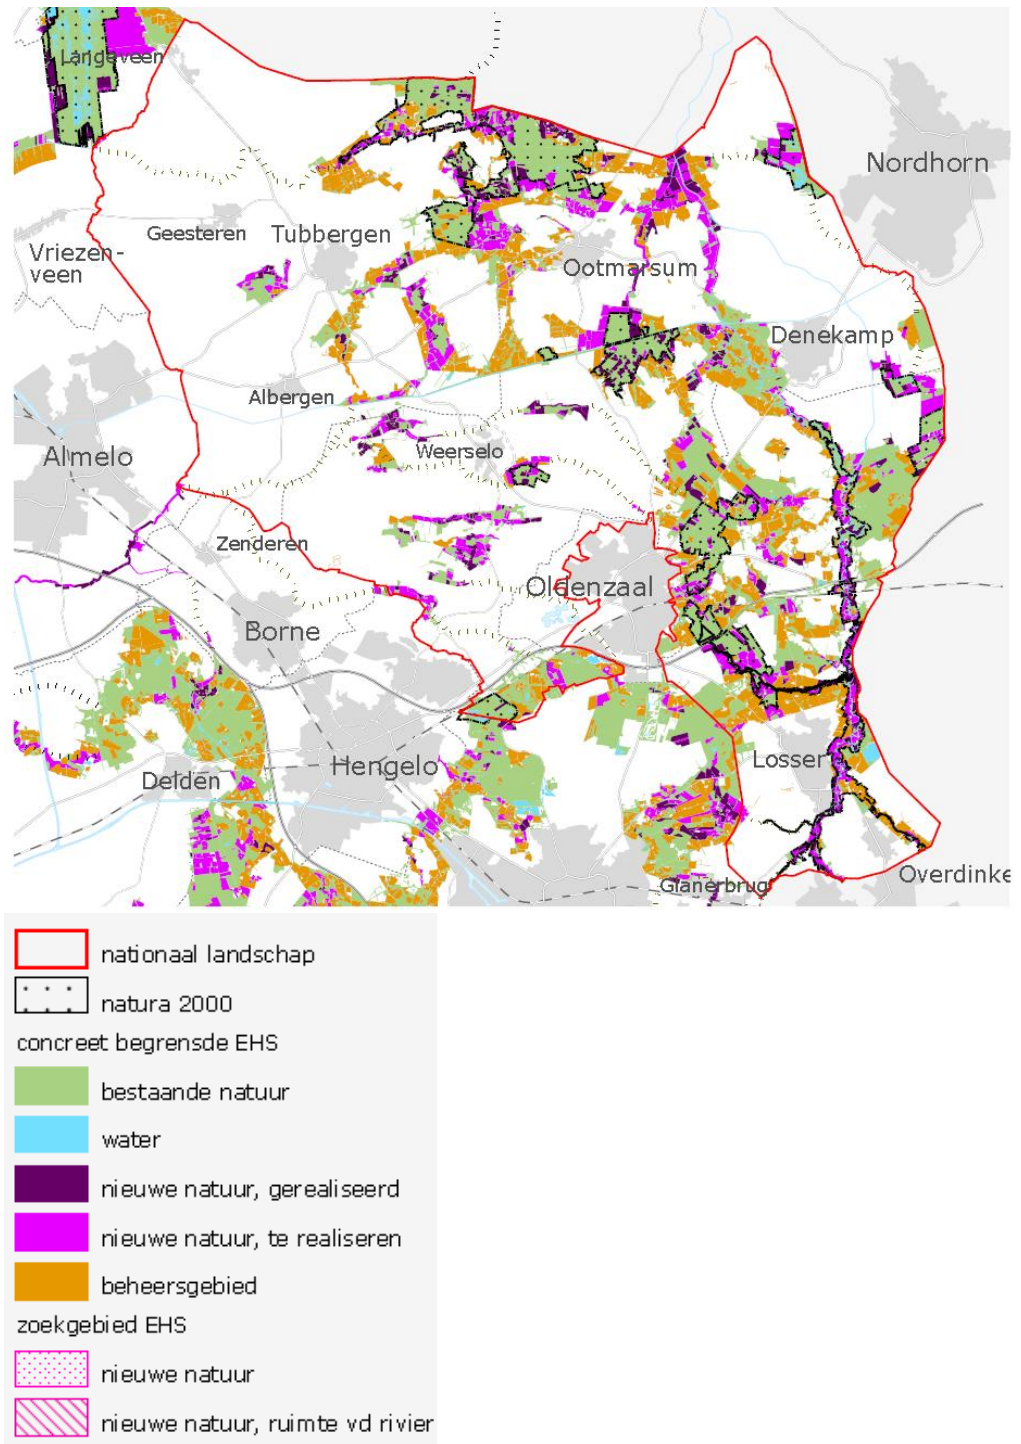 Langeveen
Nordhorn
Geesteren
Tubbergen
Vriezen-
veen
Ootmarsum
Denekamp
Albergen
Almelo
Weerselo
Zenderen
Oldenzaal
Borne
Losser
Hengelo
Delden
Glanerbrug
Overdinke
nationaal landschap
natura 2000
concreet begrensde EHS
bestaande natuur
water
nieuwe natuur, gerealiseerd
nieuwe natuur, te realiseren
beheersgebied
zoekgebied EHS
nieuwe natuur
nieuwe natuur, ruimte vd rivier